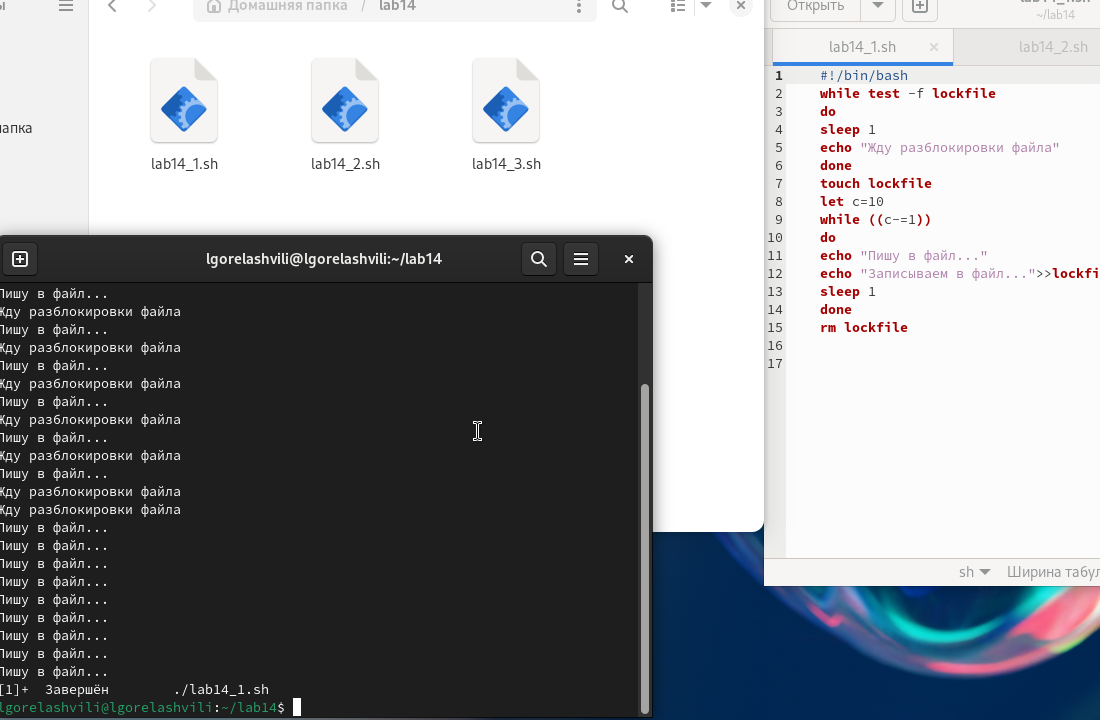 Домашняя папка / lab14
lab14_1.sh
lab14_2.sh
lab14_3.sh
Открыть
~/lab14
lab14_1.sh ×
lab14_2.sh
1 #!/bin/bash
2 while test -f lockfile
3 do
4 sleep 1
5 echo "Жду разблокировки файла"
6 done
7 touch lockfile
8 let c=10
9 while ((c-=1))
10 do
11 echo "Пишу в файл..."
12 echo "Записываем в файл...">>lockfi
13 sleep 1
14 done
15 rm lockfile
16
17
sh Ширина табул
lgorelashvili@lgorelashvili:~/lab14
Пишу в файл...
Жду разблокировки файла
Пишу в файл...
Жду разблокировки файла
Пишу в файл...
Жду разблокировки файла
Пишу в файл...
Жду разблокировки файла
Пишу в файл...
Жду разблокировки файла
Пишу в файл...
Жду разблокировки файла
Жду разблокировки файла
Пишу в файл...
Пишу в файл...
Пишу в файл...
Пишу в файл...
Пишу в файл...
Пишу в файл...
Пишу в файл...
Пишу в файл...
Пишу в файл...
[1]+ Завершён ./lab14_1.sh
lgorelashvili@lgorelashvili:~/lab14$